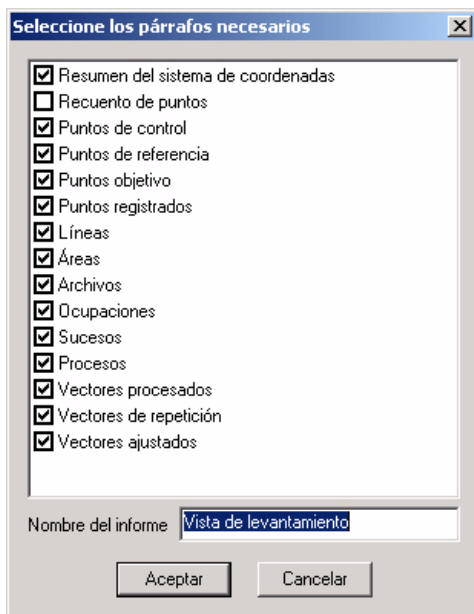 Seleccione los párrafos necesarios
Resumen del sistema de coordenadas
Recuento de puntos
Puntos de control
Puntos de referencia
Puntos objetivo
Puntos registrados
Líneas
Áreas
Archivos
Ocupaciones
Sucesos
Procesos
Vectores procesados
Vectores de repetición
Vectores ajustados
Nombre del informe Vista de levantamiento
Aceptar Cancelar